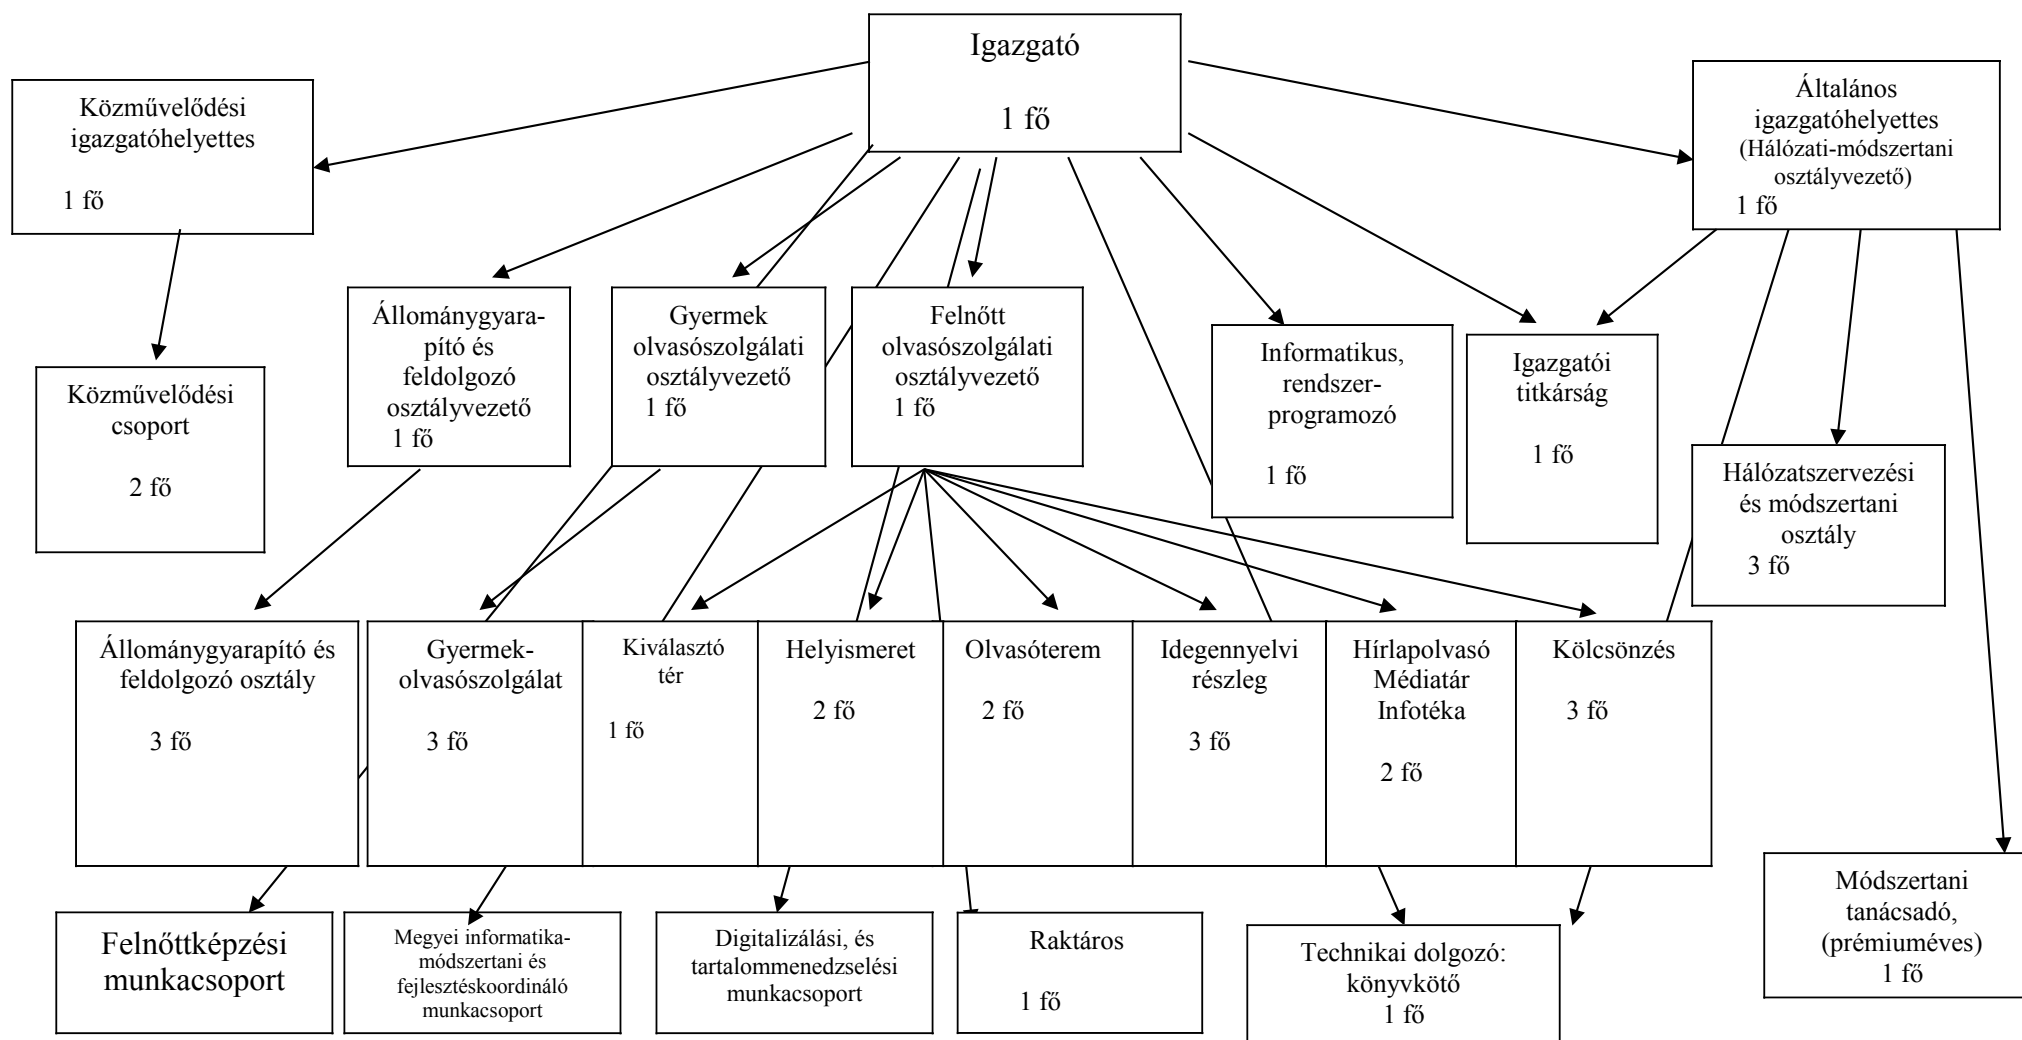 Igazgató
1 fő
Közművelődési
igazgatóhelyettes
1 fő
Általános
igazgatóhelyettes
(Hálózati-módszertani
osztályvezető)
1 fő
Állománygyara-
pító és
feldolgozó
osztályvezető
1 fő
Gyermek
olvasószolgálati
osztályvezető
1 fő
Felnőtt
olvasószolgálati
osztályvezető
1 fő
Informatikus,
rendszer-
programozó
1 fő
Igazgatói
titkárság
1 fő
Közművelődési
csoport
2 fő
Hálózatszervezési
és módszertani
osztály
3 fő
Állománygyarapító és
feldolgozó osztály
3 fő
Gyermek-
olvasószolgálat
3 fő
Kiválasztó
tér
1 fő
Helyismeret
2 fő
Olvasóterem
2 fő
Idegennyelvi
részleg
3 fő
Hírlapolvasó
Médiatár
Infotéka
2 fő
Kölcsönzés
3 fő
Felnőttképzési
munkacsoport
Megyei informatika-
módszertani és
fejlesztéskoordináló
munkacsoport
Digitalizálási, és
tartalommenedzselési
munkacsoport
Raktáros
1 fő
Technikai dolgozó:
könyvkötő
1 fő
Módszertani
tanácsadó,
(prémiuméves)
1 fő